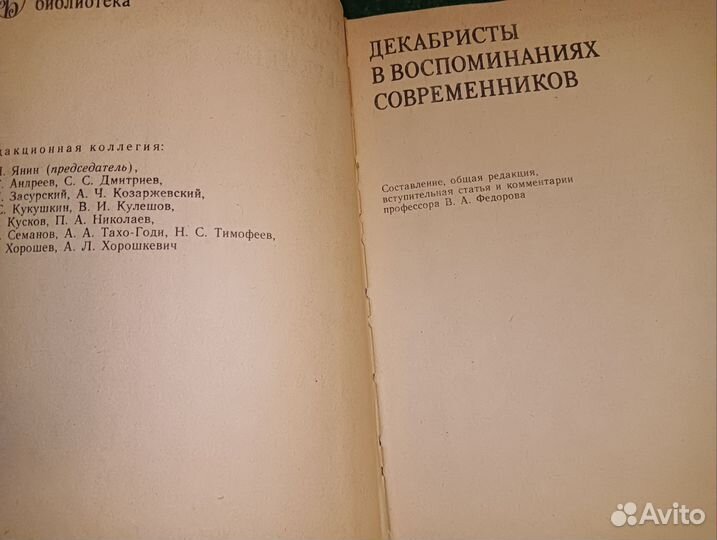 библиотека
дакционная коллегия:
Янин (председатель),
Андреев, С. С. Дмитриев,
Засурский, А. Ч. Козаржевский,
Кукушкин, В. И. Кулешов,
Кусков, П. А. Николаев,
Семанов, А. А. Тахо-Годи, Н. С. Тимофеев,
Хорошев, А. Л. Хорошкевич
ДЕКАБРИСТЫ
В ВОСПОМИНАНИЯХ
СОВРЕМЕННИКОВ
Составление, общая редакция,
вступительная статья и комментарии
профессора В. А. Федорова
Avito